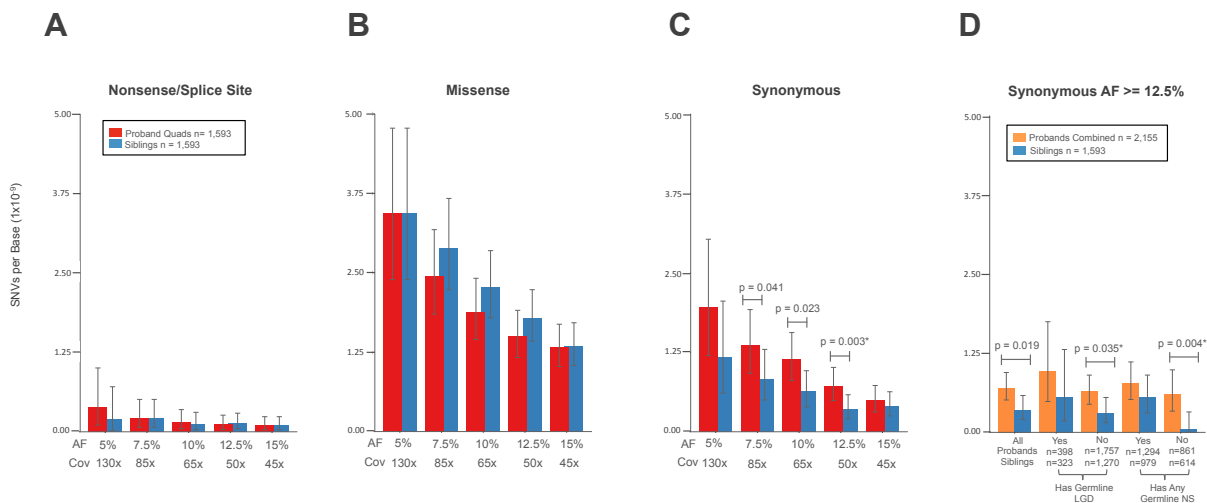 A
B
C
D
Nonsense/Splice Site
Missense
Synonymous
Synonymous AF >= 12.5%
SNVs per Base (1x10⁻⁹)
5.00
3.75
2.50
1.25
0.00
Proband Quads n= 1,593
Siblings n = 1,593
AF 5% 7.5% 10% 12.5% 15%
Cov 130x 85x 65x 50x 45x
5.00
3.75
2.50
1.25
0.00
AF 5% 7.5% 10% 12.5% 15%
Cov 130x 85x 65x 50x 45x
5.00
3.75
2.50
1.25
0.00
p = 0.041
p = 0.023
p = 0.003*
AF 5% 7.5% 10% 12.5% 15%
Cov 130x 85x 65x 50x 45x
5.00
3.75
2.50
1.25
0.00
Probands Combined n = 2,155
Siblings n = 1,593
p = 0.019
p = 0.035*
p = 0.004*
All Yes No Yes No
Probands n=398 n=1,757 n=1,294 n=861
Siblings n=323 n=1,270 n=979 n=614
Has Germline Has Any
LGD Germline NS